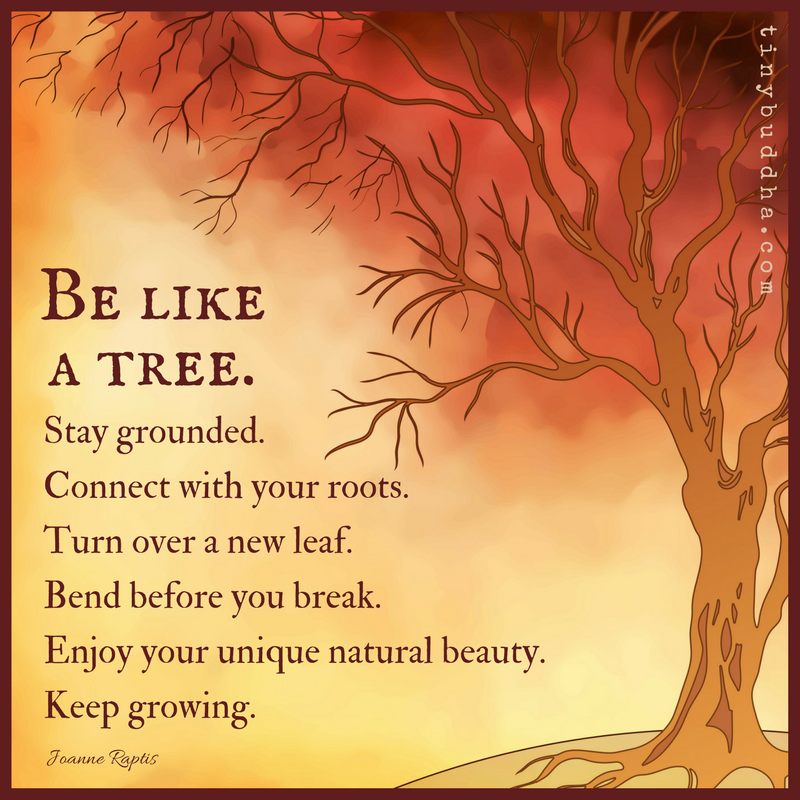 Be like
a tree.
Stay grounded.
Connect with your roots.
Turn over a new leaf.
Bend before you break.
Enjoy your unique natural beauty.
Keep growing.
Joanne Raptis
tinybuddha.com